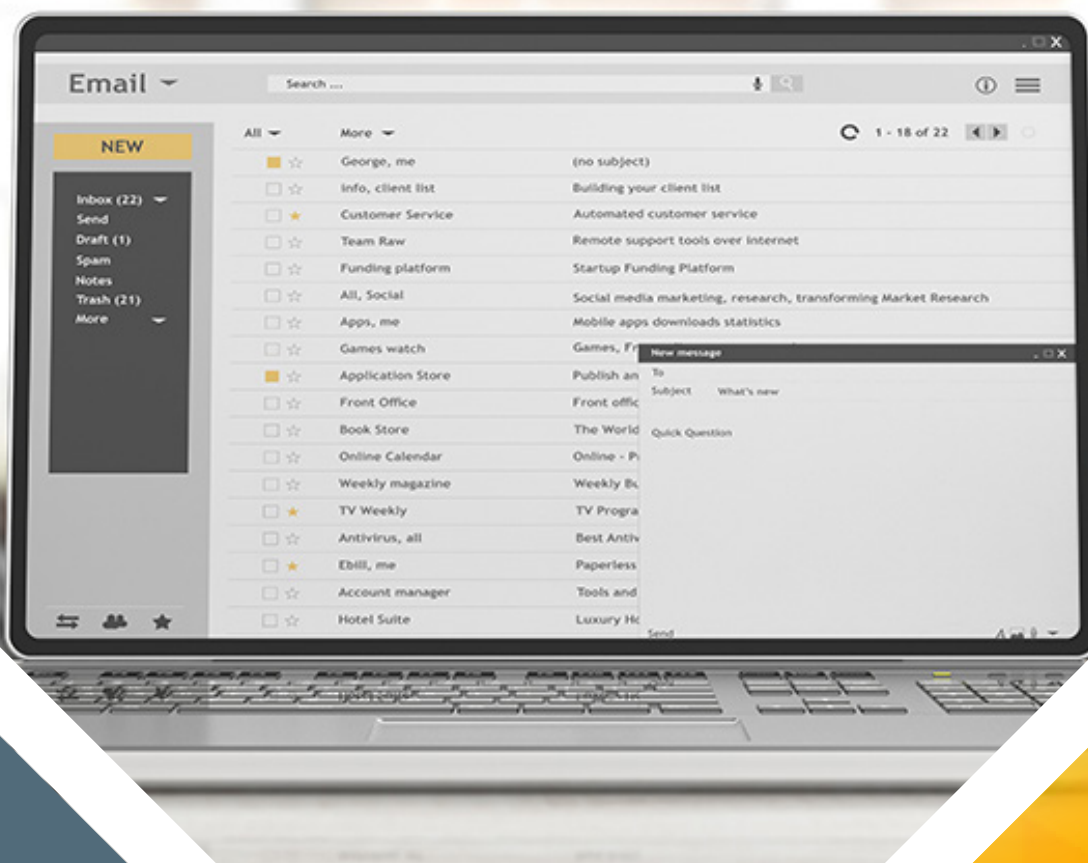 Email
Search ...
All More 1 - 18 of 22
NEW
Inbox (22)
Send
Draft (1)
Spam
Notes
Trash (21)
More
George, me (no subject)
Info, client list Building your client list
Customer Service Automated customer service
Team Raw Remote support tools over internet
Funding platform Startup Funding Platform
All, Social Social media marketing, research, transforming Market Research
Apps, me Mobile apps downloads statistics
Games watch Games,
Application Store Publish an
Front Office Front offic
Book Store The World
Online Calendar Online -
Weekly magazine Weekly
TV Weekly TV Progra
Antivirus, all Best Antiv
Ebill, me Paperless
Account manager Tools and
Hotel Suite Luxury
New message
To
Subject What's new
Quick Question
Send